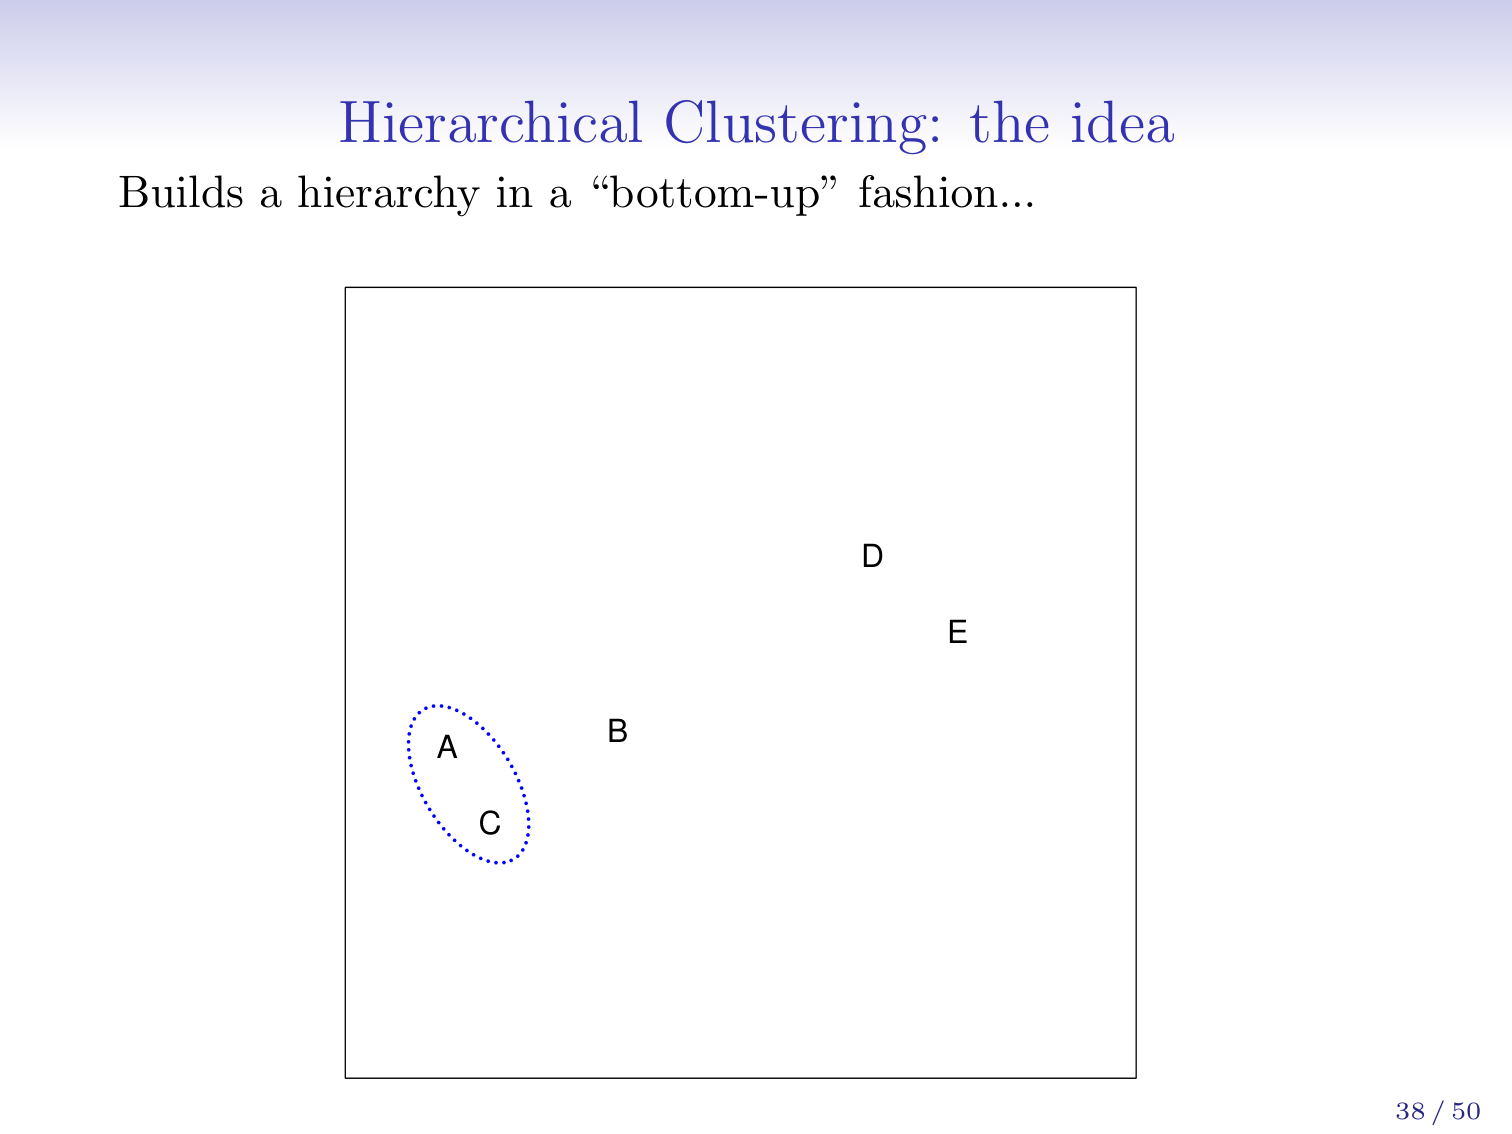 Hierarchical Clustering: the idea
Builds a hierarchy in a “bottom-up” fashion...
D
E
B
A
C
38 / 50